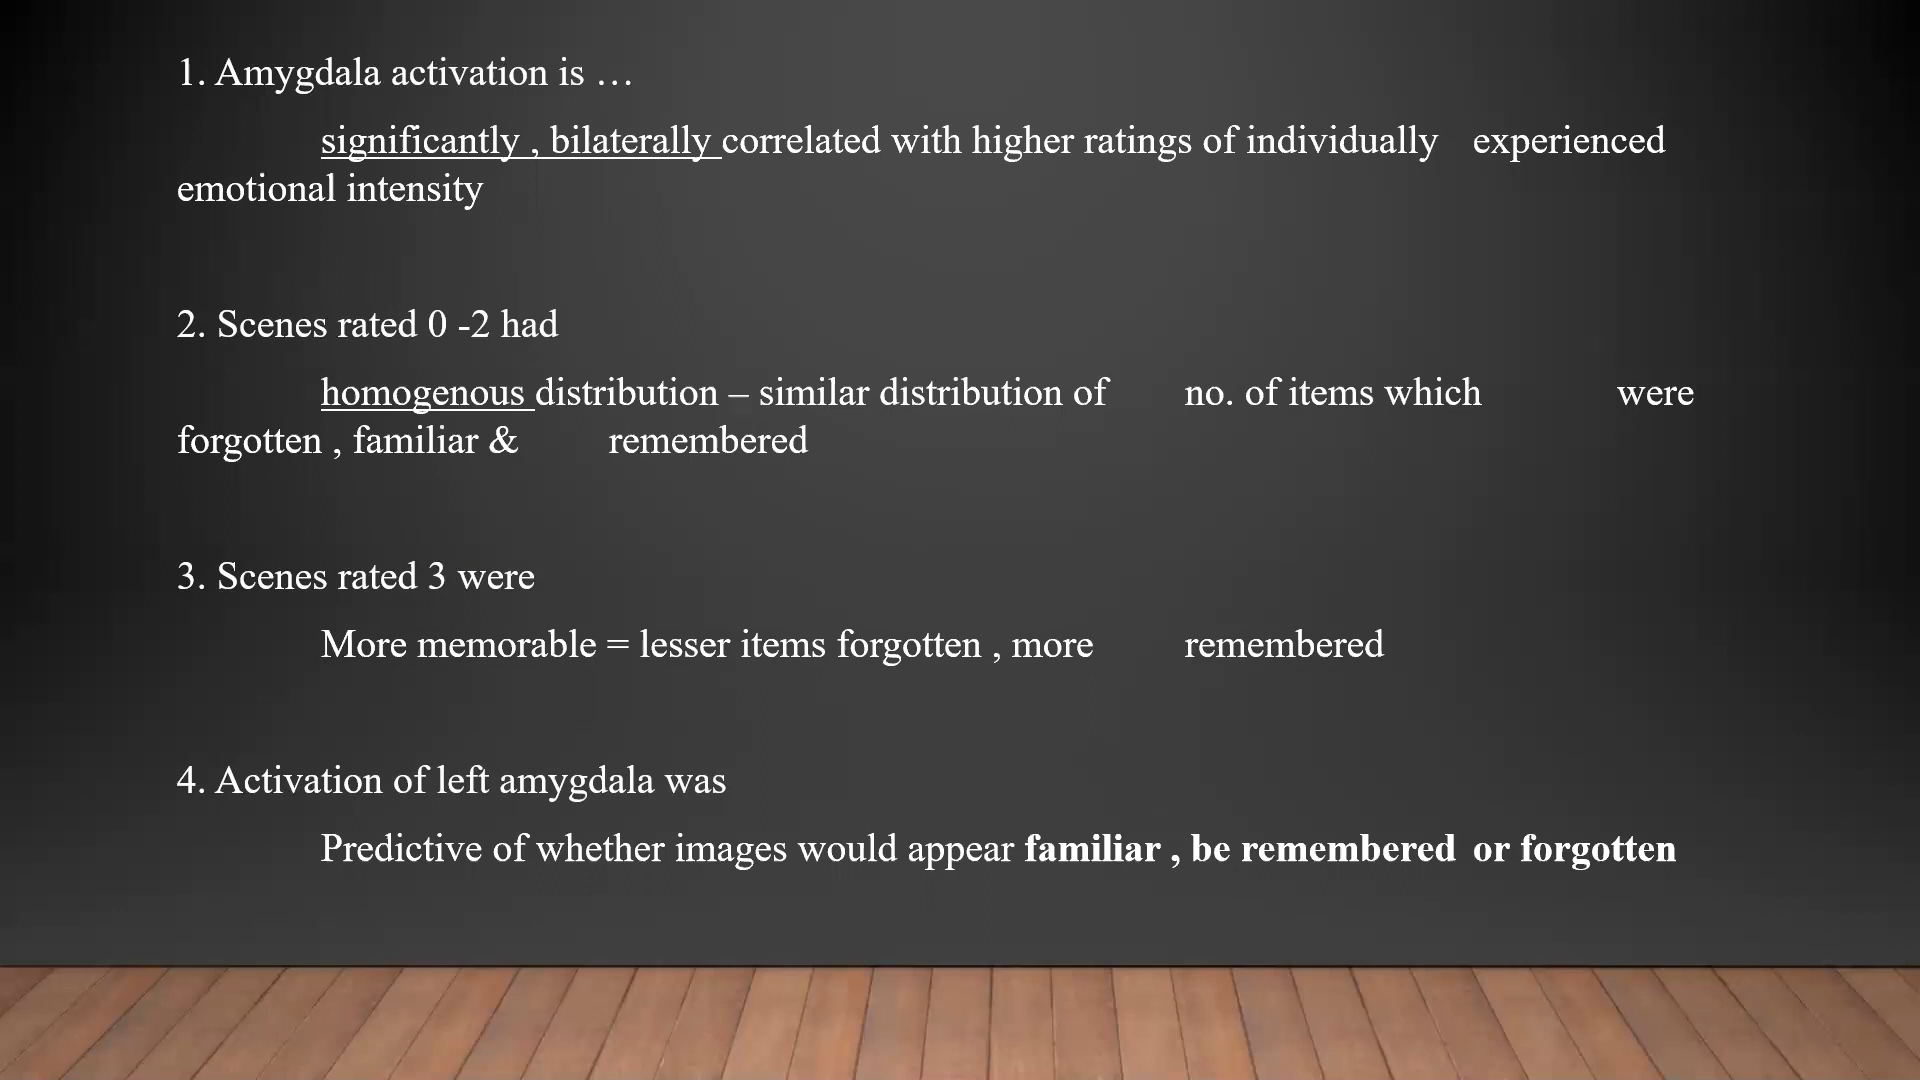 1. Amygdala activation is …
significantly , bilaterally correlated with higher ratings of individually experienced
emotional intensity
2. Scenes rated 0 -2 had
homogenous distribution – similar distribution of no. of items which were
forgotten , familiar & remembered
3. Scenes rated 3 were
More memorable = lesser items forgotten , more remembered
4. Activation of left amygdala was
Predictive of whether images would appear familiar , be remembered or forgotten